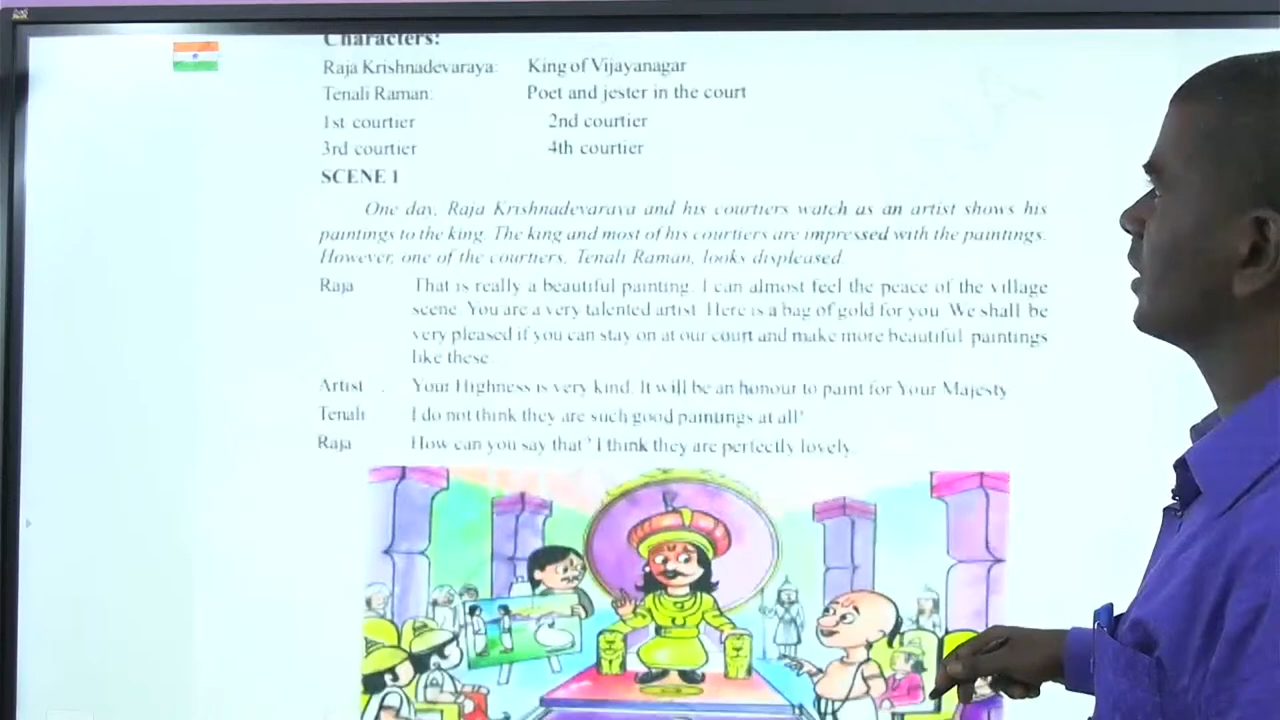 Characters:
Raja Krishnadevaraya: King of Vijayanagar
Tenali Raman: Poet and jester in the court
1st courtier 2nd courtier
3rd courtier 4th courtier
SCENE 1
One day, Raja Krishnadevaraya and his courtiers watch as an artist shows his
paintings to the king. The king and most of his courtiers are impressed with the paintings.
However, one of the courtiers, Tenali Raman, looks displeased
Raja That is really a beautiful painting. I can almost feel the peace of the village
scene. You are a very talented artist. Here is a bag of gold for you. We shall be
very pleased if you can stay on at our court and make more beautiful paintings
like these.
Artist Your Highness is very kind. It will be an honour to paint for Your Majesty
Tenali I do not think they are such good paintings at all!
Raja How can you say that? I think they are perfectly lovely.